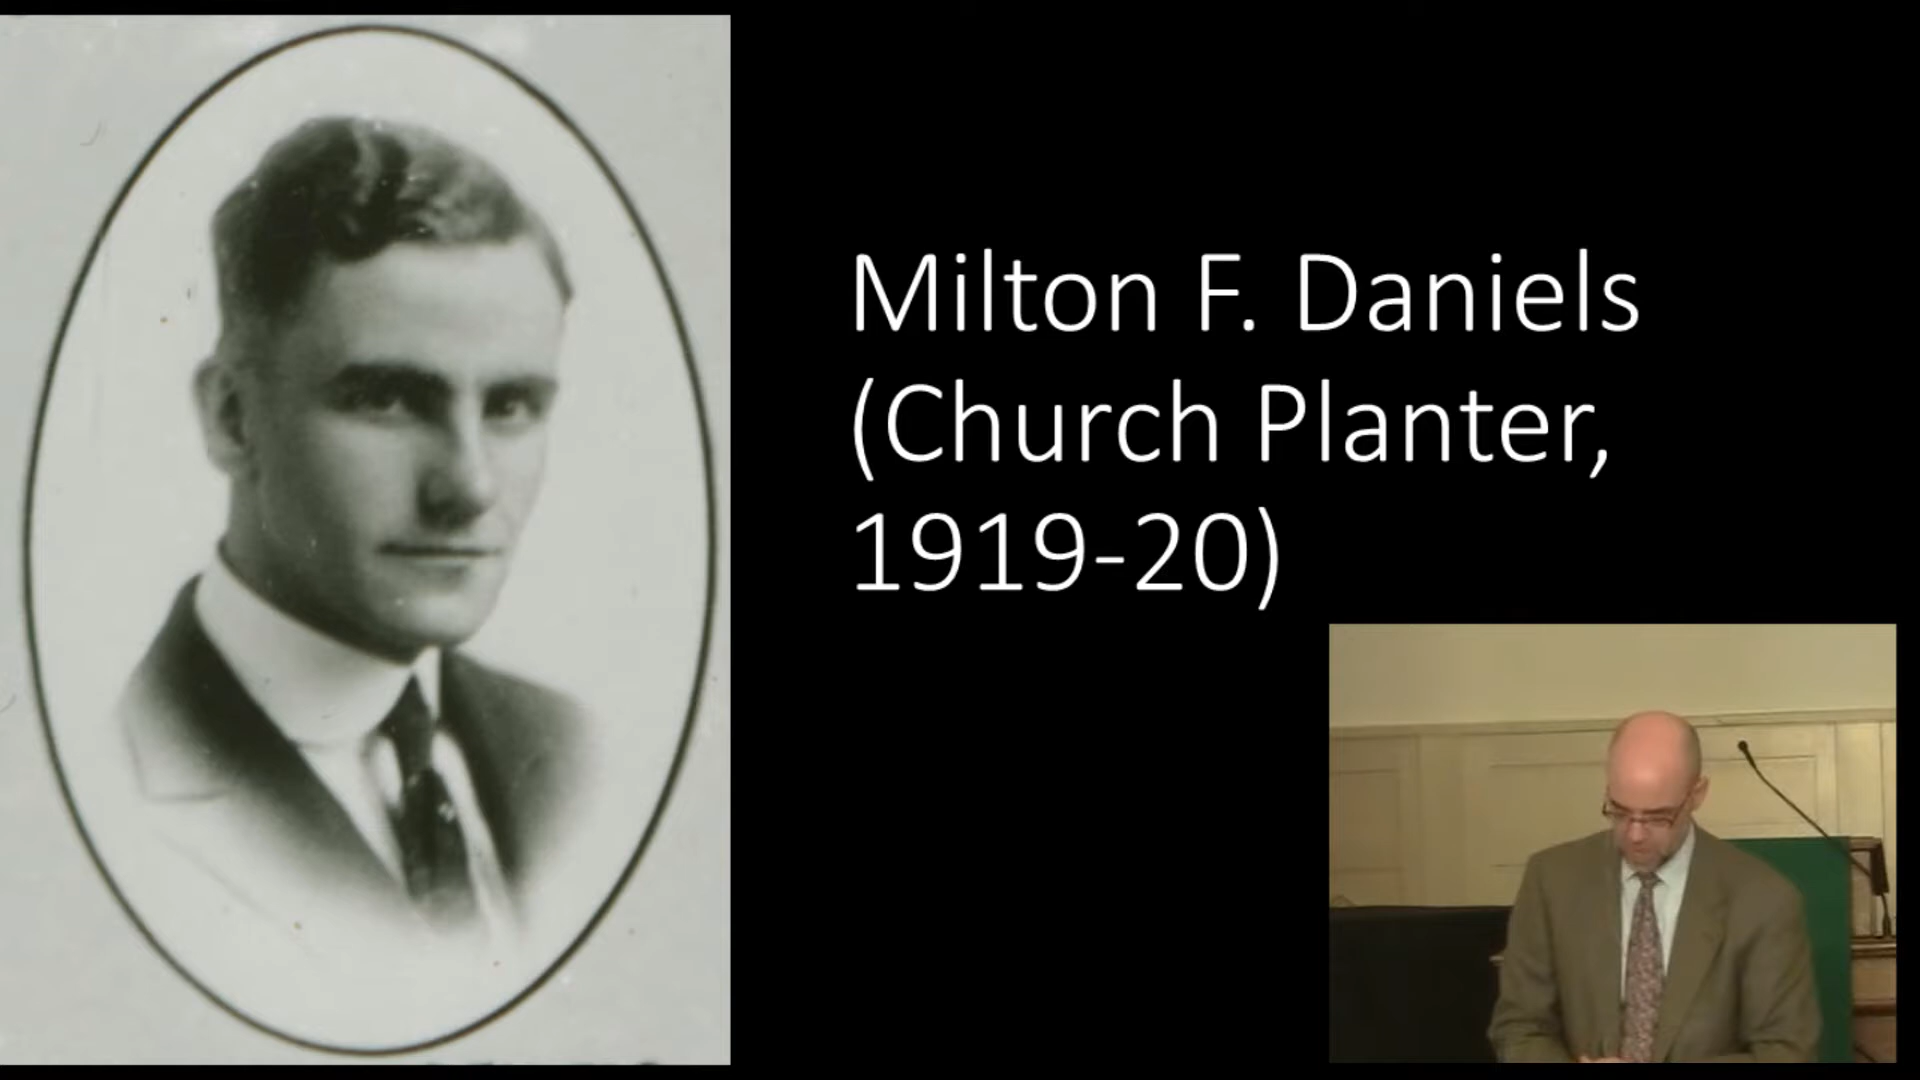 Milton F. Daniels
(Church Planter,
1919-20)